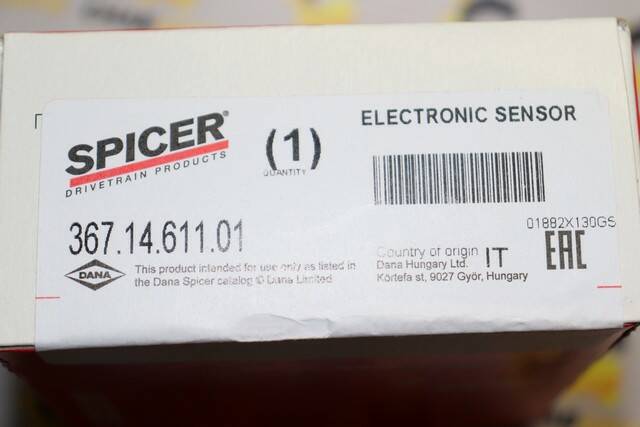 SPICER®
DRIVETRAIN PRODUCTS
(1)
QUANTITY
ELECTRONIC SENSOR
367.14.611.01
01882X130GS
DANA
This product intended for use only as listed in
the Dana Spicer catalog © Dana Limited
Country of origin IT
Dana Hungary Ltd.
Körtefa st, 9027 Györ, Hungary
EAC